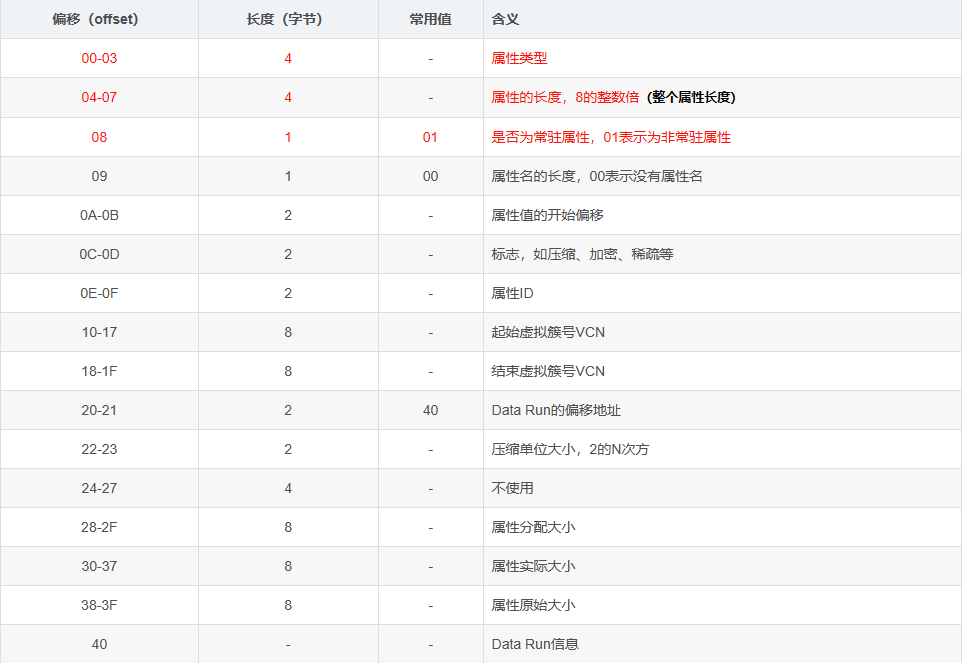 偏移（offset） 长度（字节） 常用值 含义
00-03 4 - 属性类型
04-07 4 - 属性的长度，8的整数倍（整个属性长度)
08 1 01 是否为常驻属性，01表示为非常驻属性
09 1 00 属性名的长度，00表示没有属性名
0A-0B 2 - 属性值的开始偏移
0C-0D 2 - 标志，如压缩、加密、稀疏等
0E-0F 2 - 属性ID
10-17 8 - 起始虚拟簇号VCN
18-1F 8 - 结束虚拟簇号VCN
20-21 2 40 Data Run的偏移地址
22-23 2 - 压缩单位大小，2的N次方
24-27 4 - 不使用
28-2F 8 - 属性分配大小
30-37 8 - 属性实际大小
38-3F 8 - 属性原始大小
40 - - Data Run信息